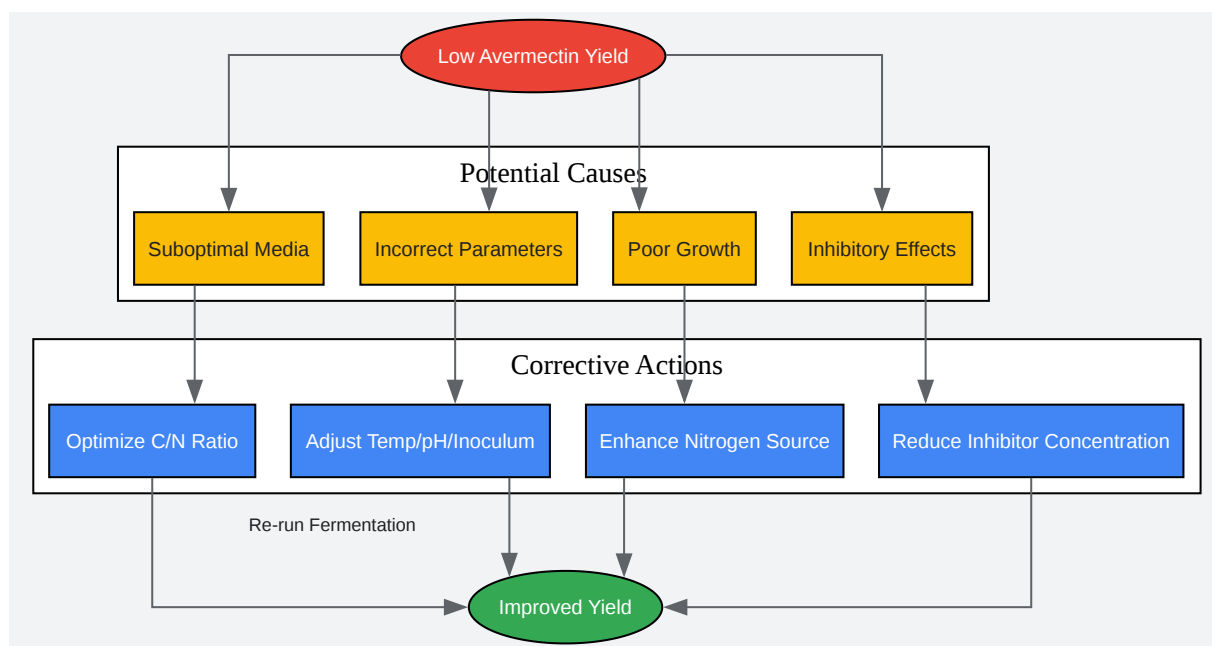 Low Avermectin Yield
Potential Causes
Suboptimal Media
Incorrect Parameters
Poor Growth
Inhibitory Effects
Corrective Actions
Optimize C/N Ratio
Adjust Temp/pH/Inoculum
Enhance Nitrogen Source
Reduce Inhibitor Concentration
Re-run Fermentation
Improved Yield